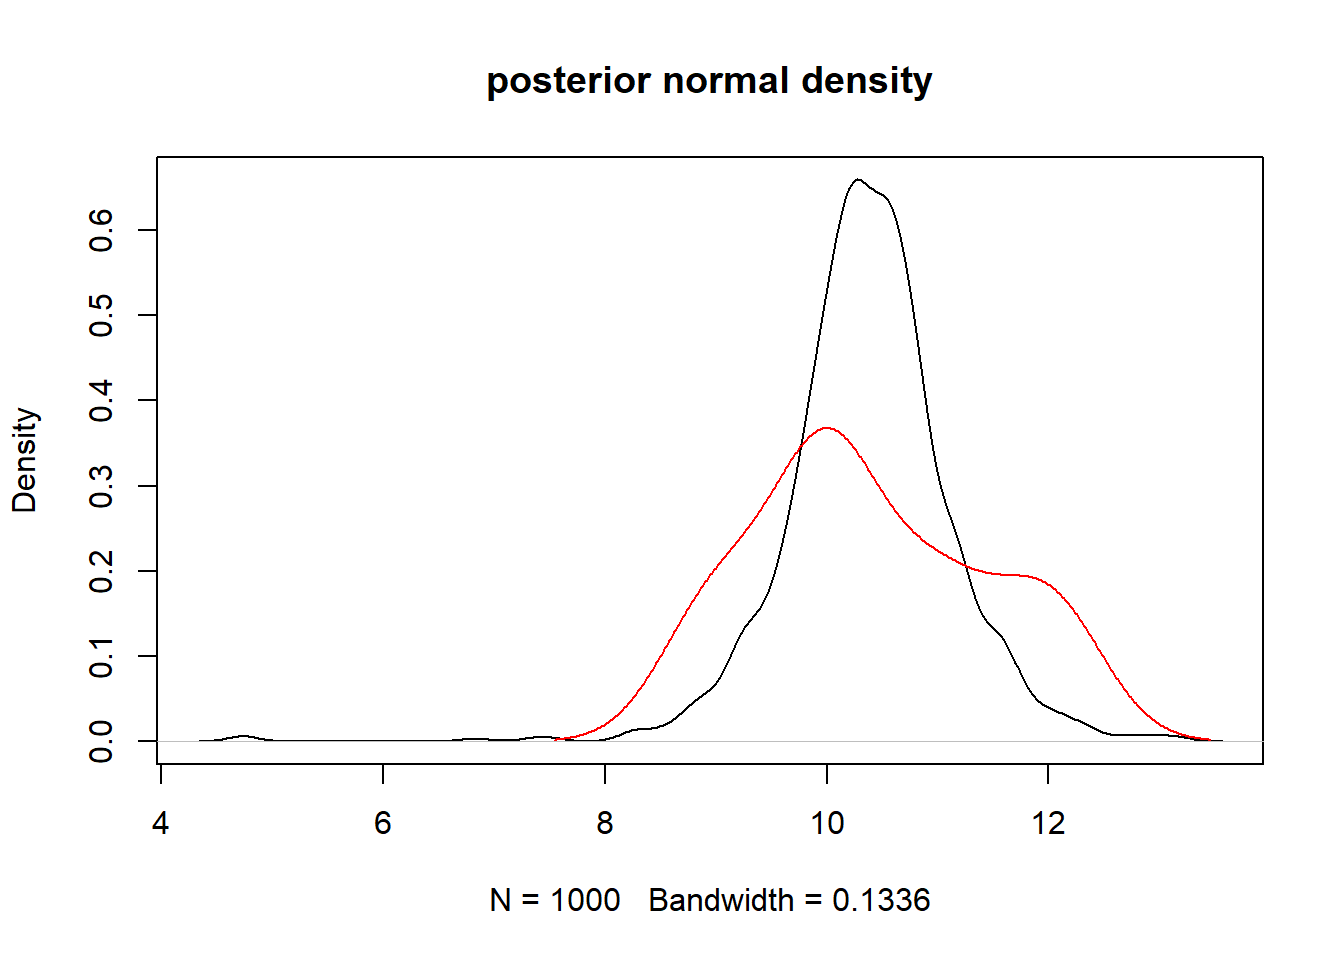 posterior normal density
Density
0.0 0.1 0.2 0.3 0.4 0.5 0.6
4 6 8 10 12
N = 1000 Bandwidth = 0.1336